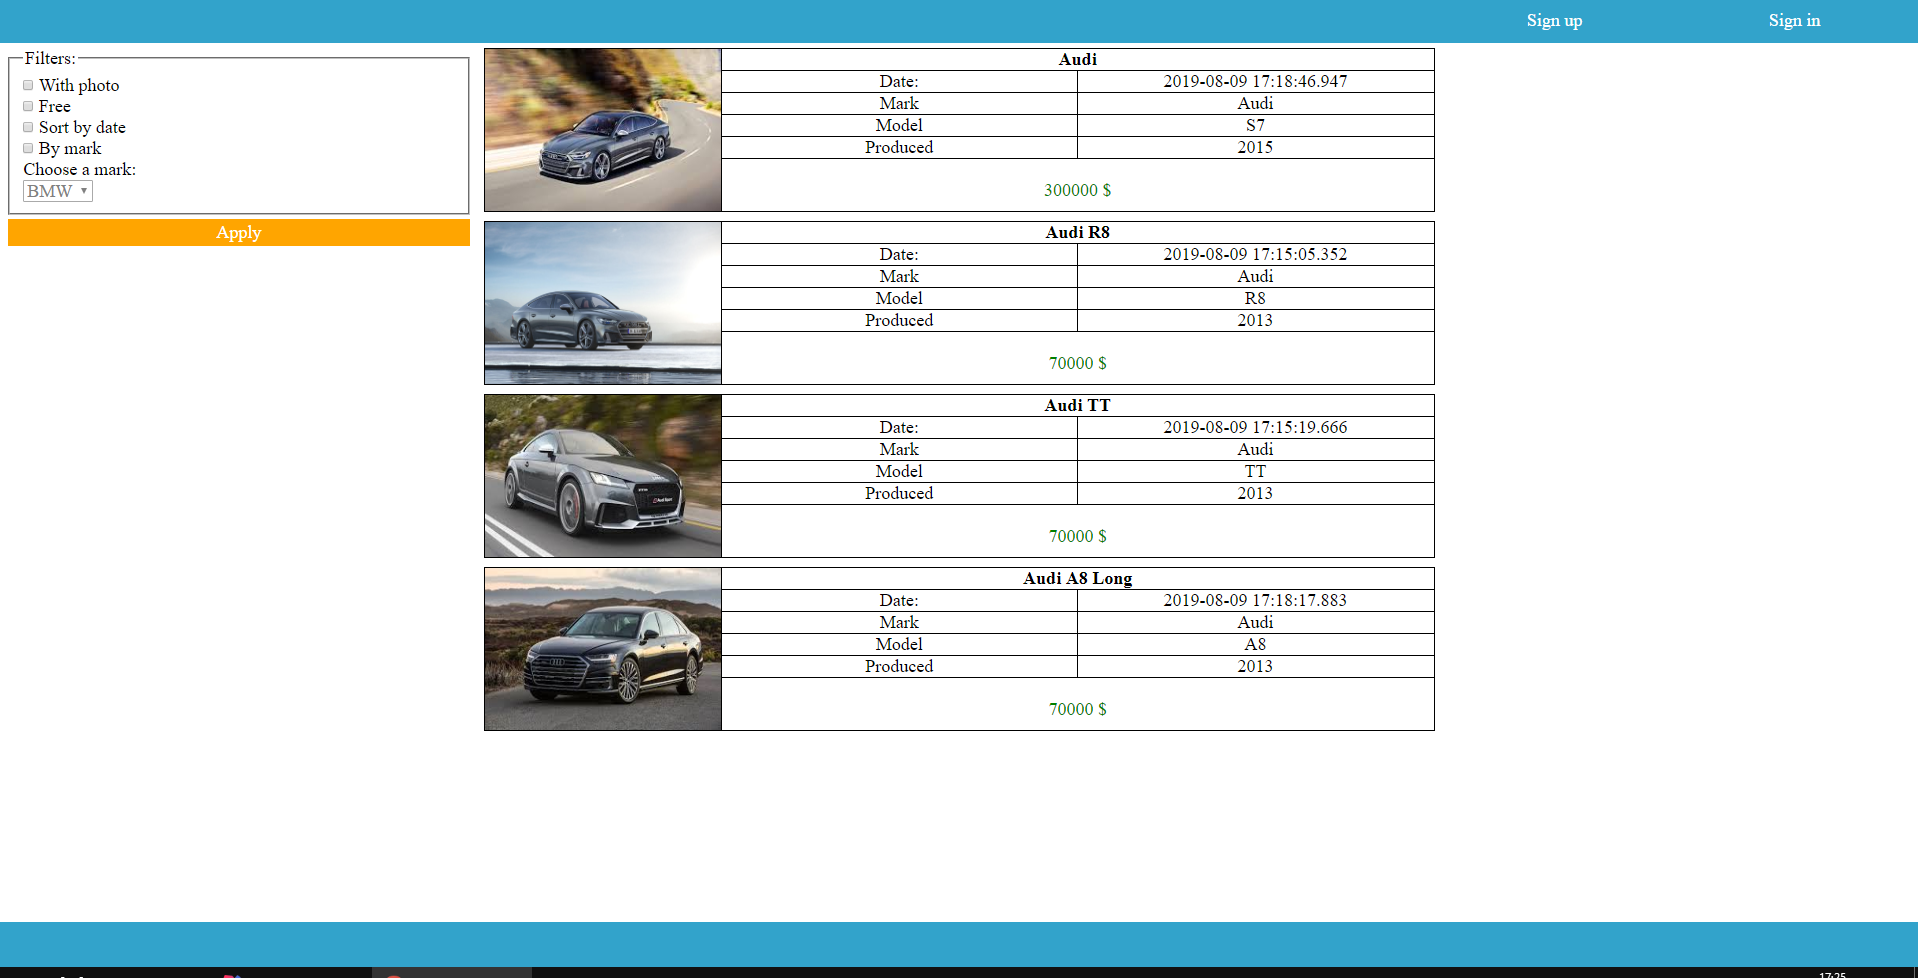 Sign up Sign in
Filters:
With photo
Free
Sort by date
By mark
Choose a mark:
BMW
Apply
Audi
Date: 2019-08-09 17:18:46.947
Mark Audi
Model S7
Produced 2015
300000 $
Audi R8
Date: 2019-08-09 17:15:05.352
Mark Audi
Model R8
Produced 2013
70000 $
Audi TT
Date: 2019-08-09 17:15:19.666
Mark Audi
Model TT
Produced 2013
70000 $
Audi A8 Long
Date: 2019-08-09 17:18:17.883
Mark Audi
Model A8
Produced 2013
70000 $
17:25